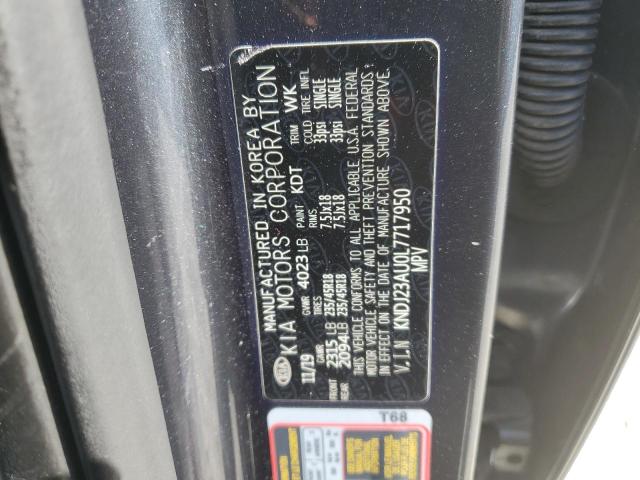 MANUFACTURED IN KOREA BY
KIA KIA MOTORS CORPORATION
11/19 GVWR 4023 LB PAINT KDT TRIM WK
GAWR TIRES RIMS COLD TIRE INFL
FRONT 2315 LB 235/45R18 7.5Jx18 33psi SINGLE
REAR 2094LB 235/45R18 7.5Jx18 33psi SINGLE
THIS VEHICLE CONFORMS TO ALL APPLICABLE U.S.A. FEDERAL
MOTOR VEHICLE SAFETY AND THEFT PREVENTION STANDARDS
IN EFFECT ON THE DATE OF MANUFACTURE SHOWN ABOVE.
V.I.N KNDJ23AU0L7717950
MPV
T68